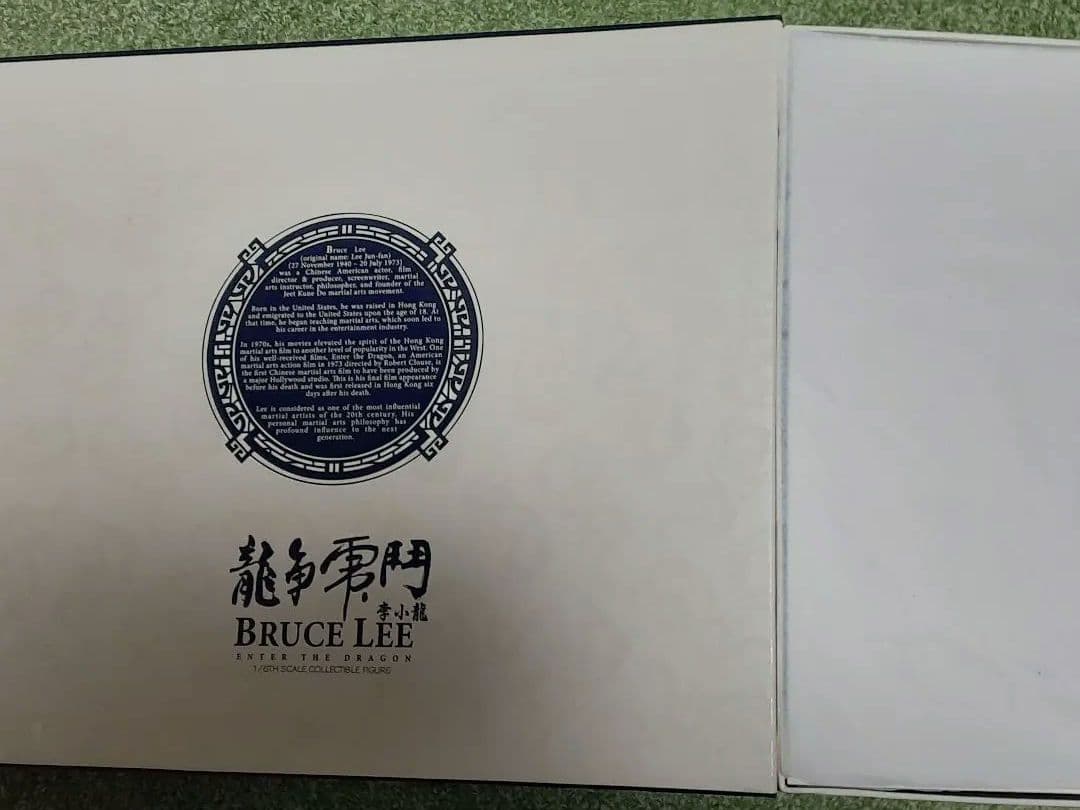 Bruce Lee
(original name: Lee Jun-fan)
(27 November 1940 – 20 July 1973)
was a Chinese American actor, film
director & producer, screenwriter, martial
arts instructor, philosopher, and founder of the
Jeet Kune Do martial arts movement.
Born in the United States, he was raised in Hong Kong
and emigrated to the United States upon the age of 18. At
that time, he began teaching martial arts, which soon led to
his career in the entertainment industry.
In 1970s, his movies elevated the spirit of the Hong Kong
martial arts film to another level of popularity in the West. One
of his well-received films, Enter the Dragon, an American
martial arts action film in 1973 directed by Robert Clouse, is
the first Chinese martial arts film to have been produced by
a major Hollywood studio. This is his final film appearance
before his death and was first released in Hong Kong six
days after his death.
Lee is considered as one of the most influential
martial artists of the 20th century. His
personal martial arts philosophy has
profound influence to the next
generation.
龍争虎鬥
李小龍
BRUCE LEE
ENTER THE DRAGON
1/6TH SCALE COLLECTIBLE FIGURE